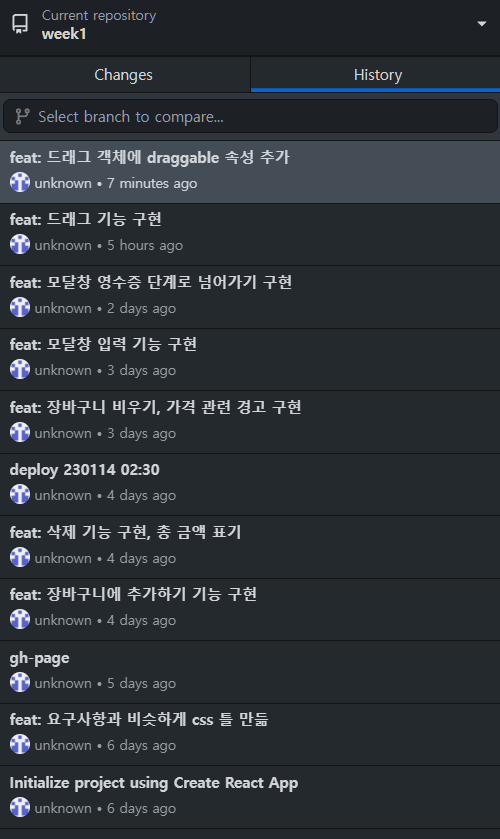 Current repository
week1
Changes
History
Select branch to compare...
feat: 드래그 객체에 draggable 속성 추가
unknown • 7 minutes ago
feat: 드래그 기능 구현
unknown • 5 hours ago
feat: 모달창 영수증 단계로 넘어가기 구현
unknown • 2 days ago
feat: 모달창 입력 기능 구현
unknown • 3 days ago
feat: 장바구니 비우기, 가격 관련 경고 구현
unknown • 3 days ago
deploy 230114 02:30
unknown • 4 days ago
feat: 삭제 기능 구현, 총 금액 표기
unknown • 4 days ago
feat: 장바구니에 추가하기 기능 구현
unknown • 4 days ago
gh-page
unknown • 5 days ago
feat: 요구사항과 비슷하게 css 틀 만듦
unknown • 6 days ago
Initialize project using Create React App
unknown • 6 days ago